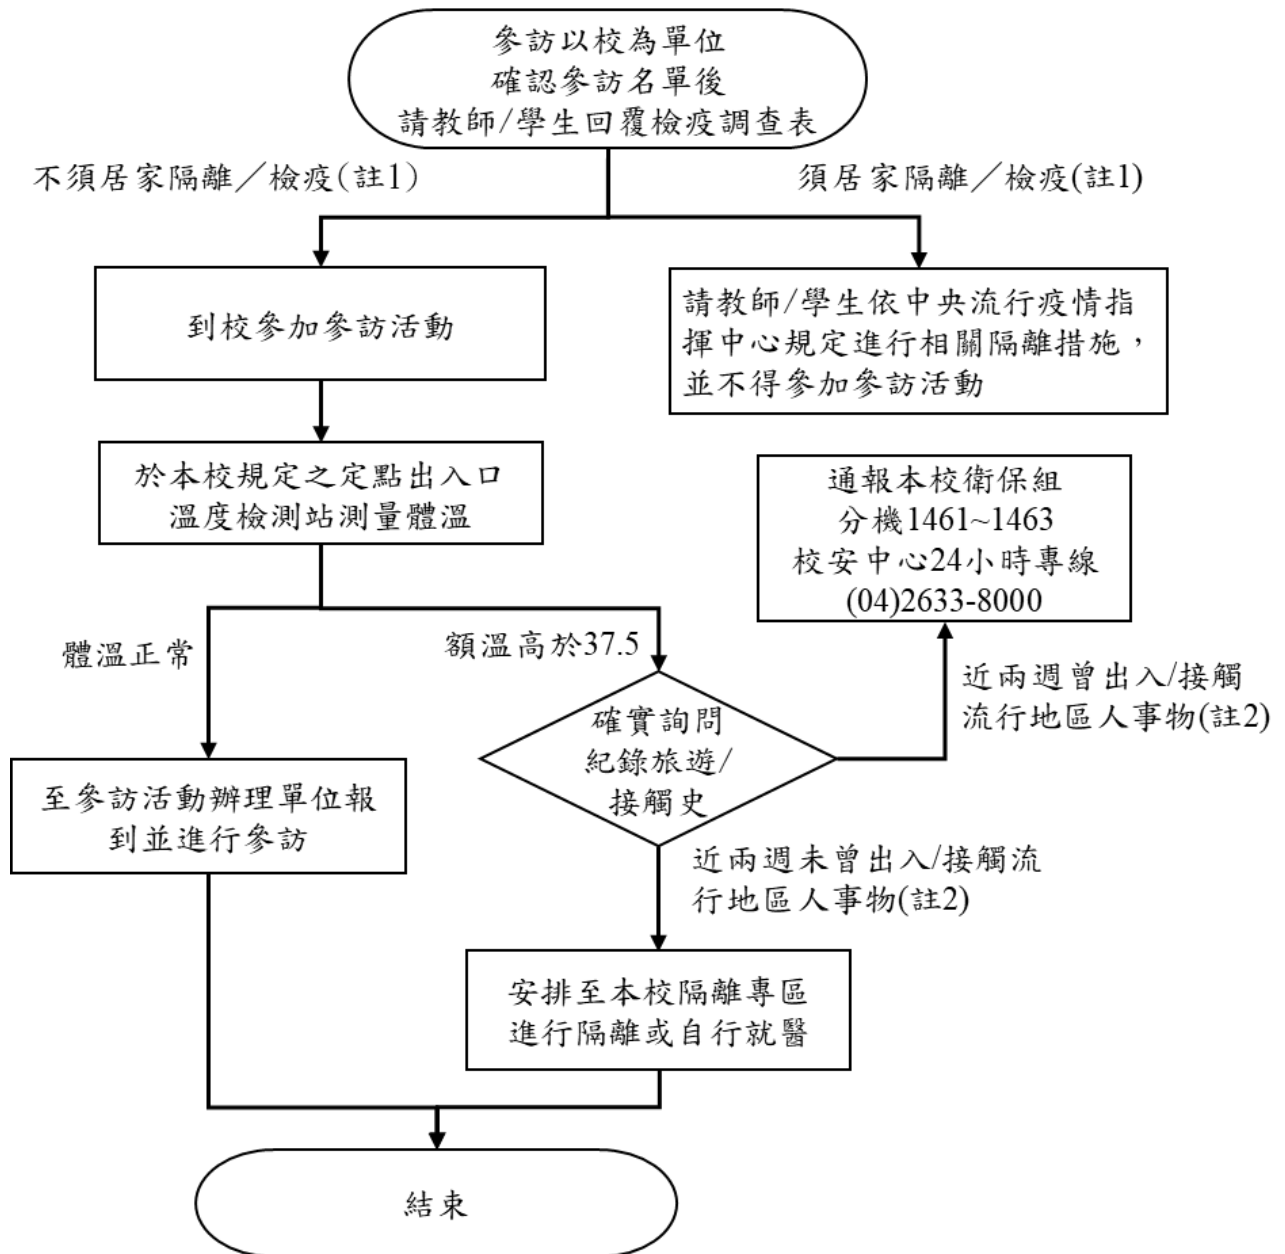 參訪以校為單位
確認參訪名單後
請教師/學生回覆檢疫調查表
不須居家隔離／檢疫(註1)
須居家隔離／檢疫(註1)
到校參加參訪活動
請教師/學生依中央流行疫情指
揮中心規定進行相關隔離措施，
並不得參加參訪活動
於本校規定之定點出入口
溫度檢測站測量體溫
通報本校衛保組
分機1461~1463
校安中心24小時專線
(04)2633-8000
體溫正常
額溫高於37.5
近兩週曾出入/接觸
流行地區人事物(註2)
確實詢問
紀錄旅遊/
接觸史
至參訪活動辦理單位報
到並進行參訪
近兩週未曾出入/接觸流
行地區人事物(註2)
安排至本校隔離專區
進行隔離或自行就醫
結束